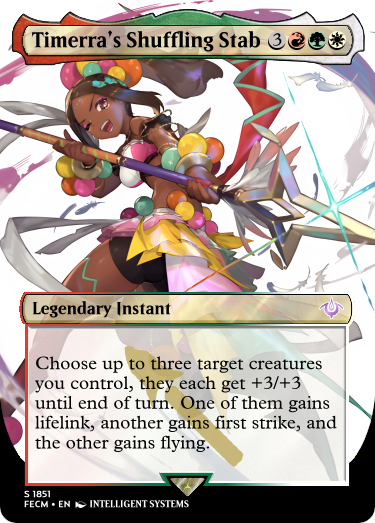 Timerra's Shuffling Stab 3
Legendary Instant
Choose up to three target creatures
you control, they each get +3/+3
until end of turn. One of them gains
lifelink, another gains first strike, and
the other gains flying.
S 1851
FECM • EN INTELLIGENT SYSTEMS